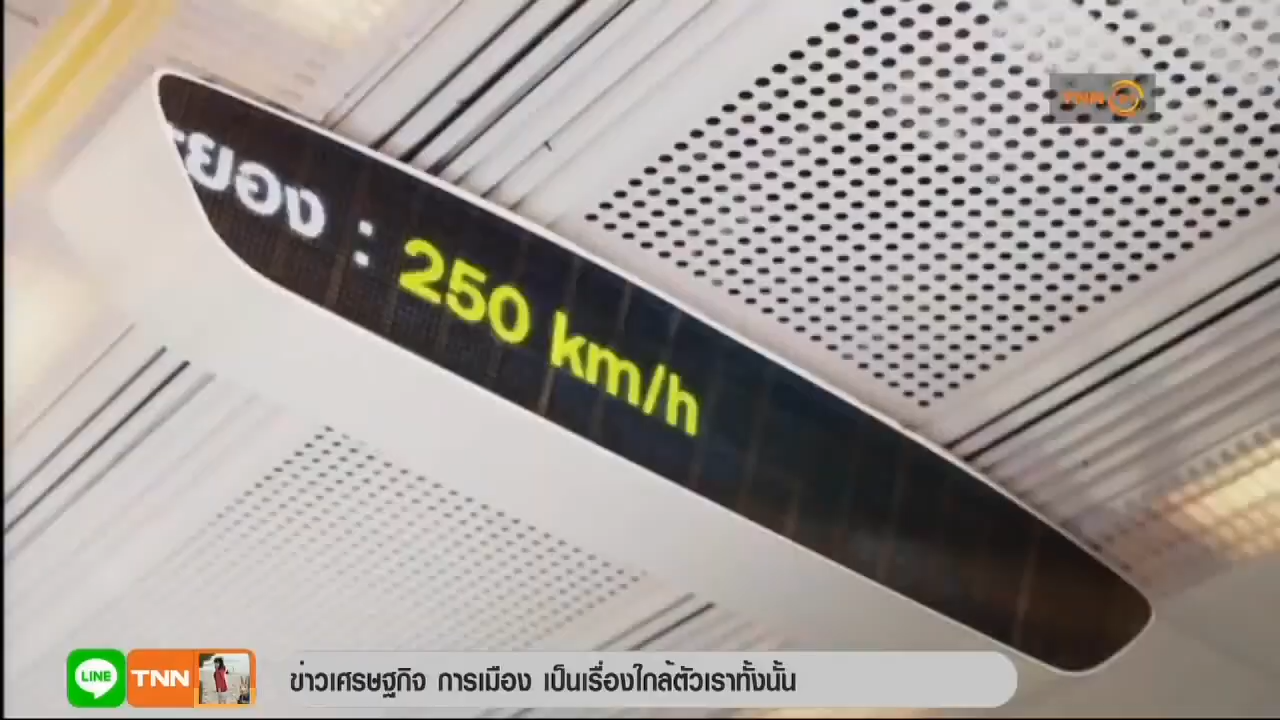 TNN
ะยอง : 250 km/h
LINE
TNN
ข่าวเศรษฐกิจ การเมือง เป็นเรื่องใกล้ตัวเราทั้งนั้น